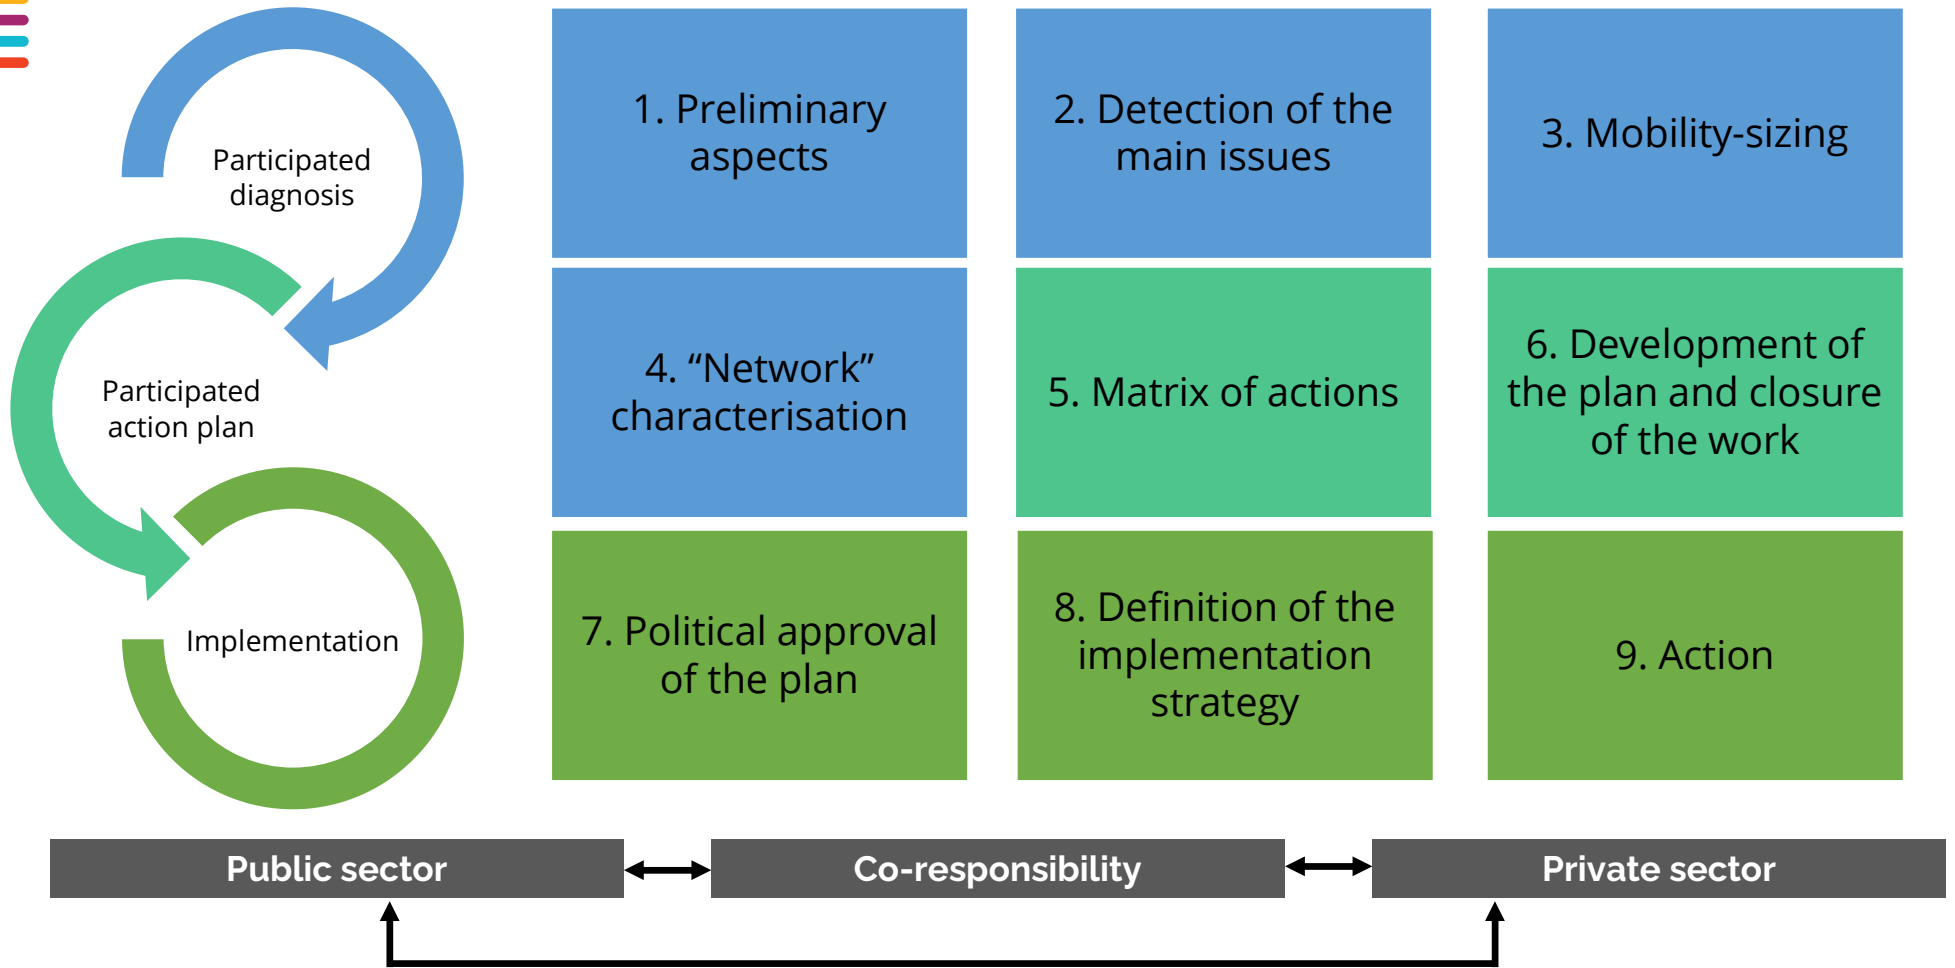 Participated
diagnosis
Participated
action plan
Implementation
1. Preliminary
aspects
2. Detection of the
main issues
3. Mobility-sizing
4. “Network”
characterisation
5. Matrix of actions
6. Development of
the plan and closure
of the work
7. Political approval
of the plan
8. Definition of the
implementation
strategy
9. Action
Public sector
Co-responsibility
Private sector